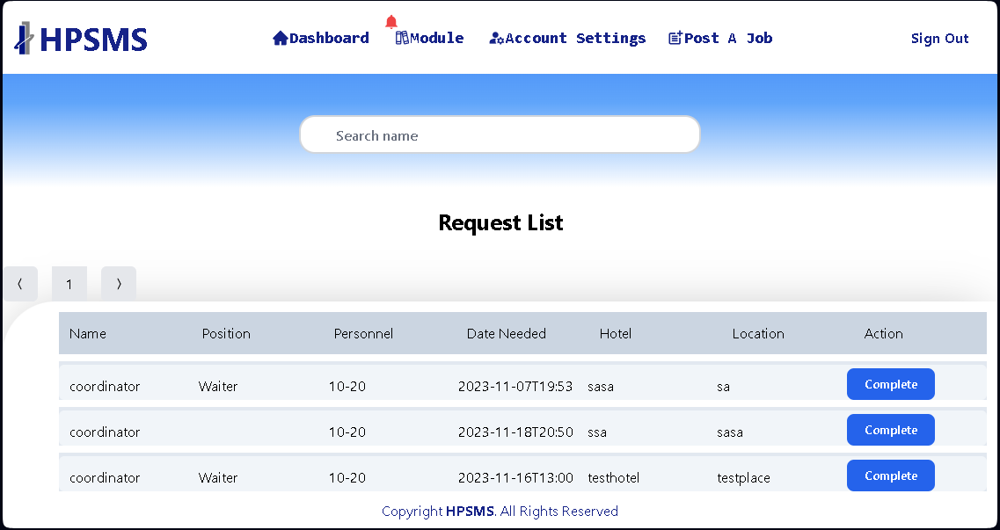 HPSMS Dashboard Module Account Settings Post A Job Sign Out
Search name
Request List
⟨ 1 ⟩
Name Position Personnel Date Needed Hotel Location Action
coordinator Waiter 10-20 2023-11-07T19:53 sasa sa Complete
coordinator 10-20 2023-11-18T20:50 ssa sasa Complete
coordinator Waiter 10-20 2023-11-16T13:00 testhotel testplace Complete
Copyright HPSMS. All Rights Reserved